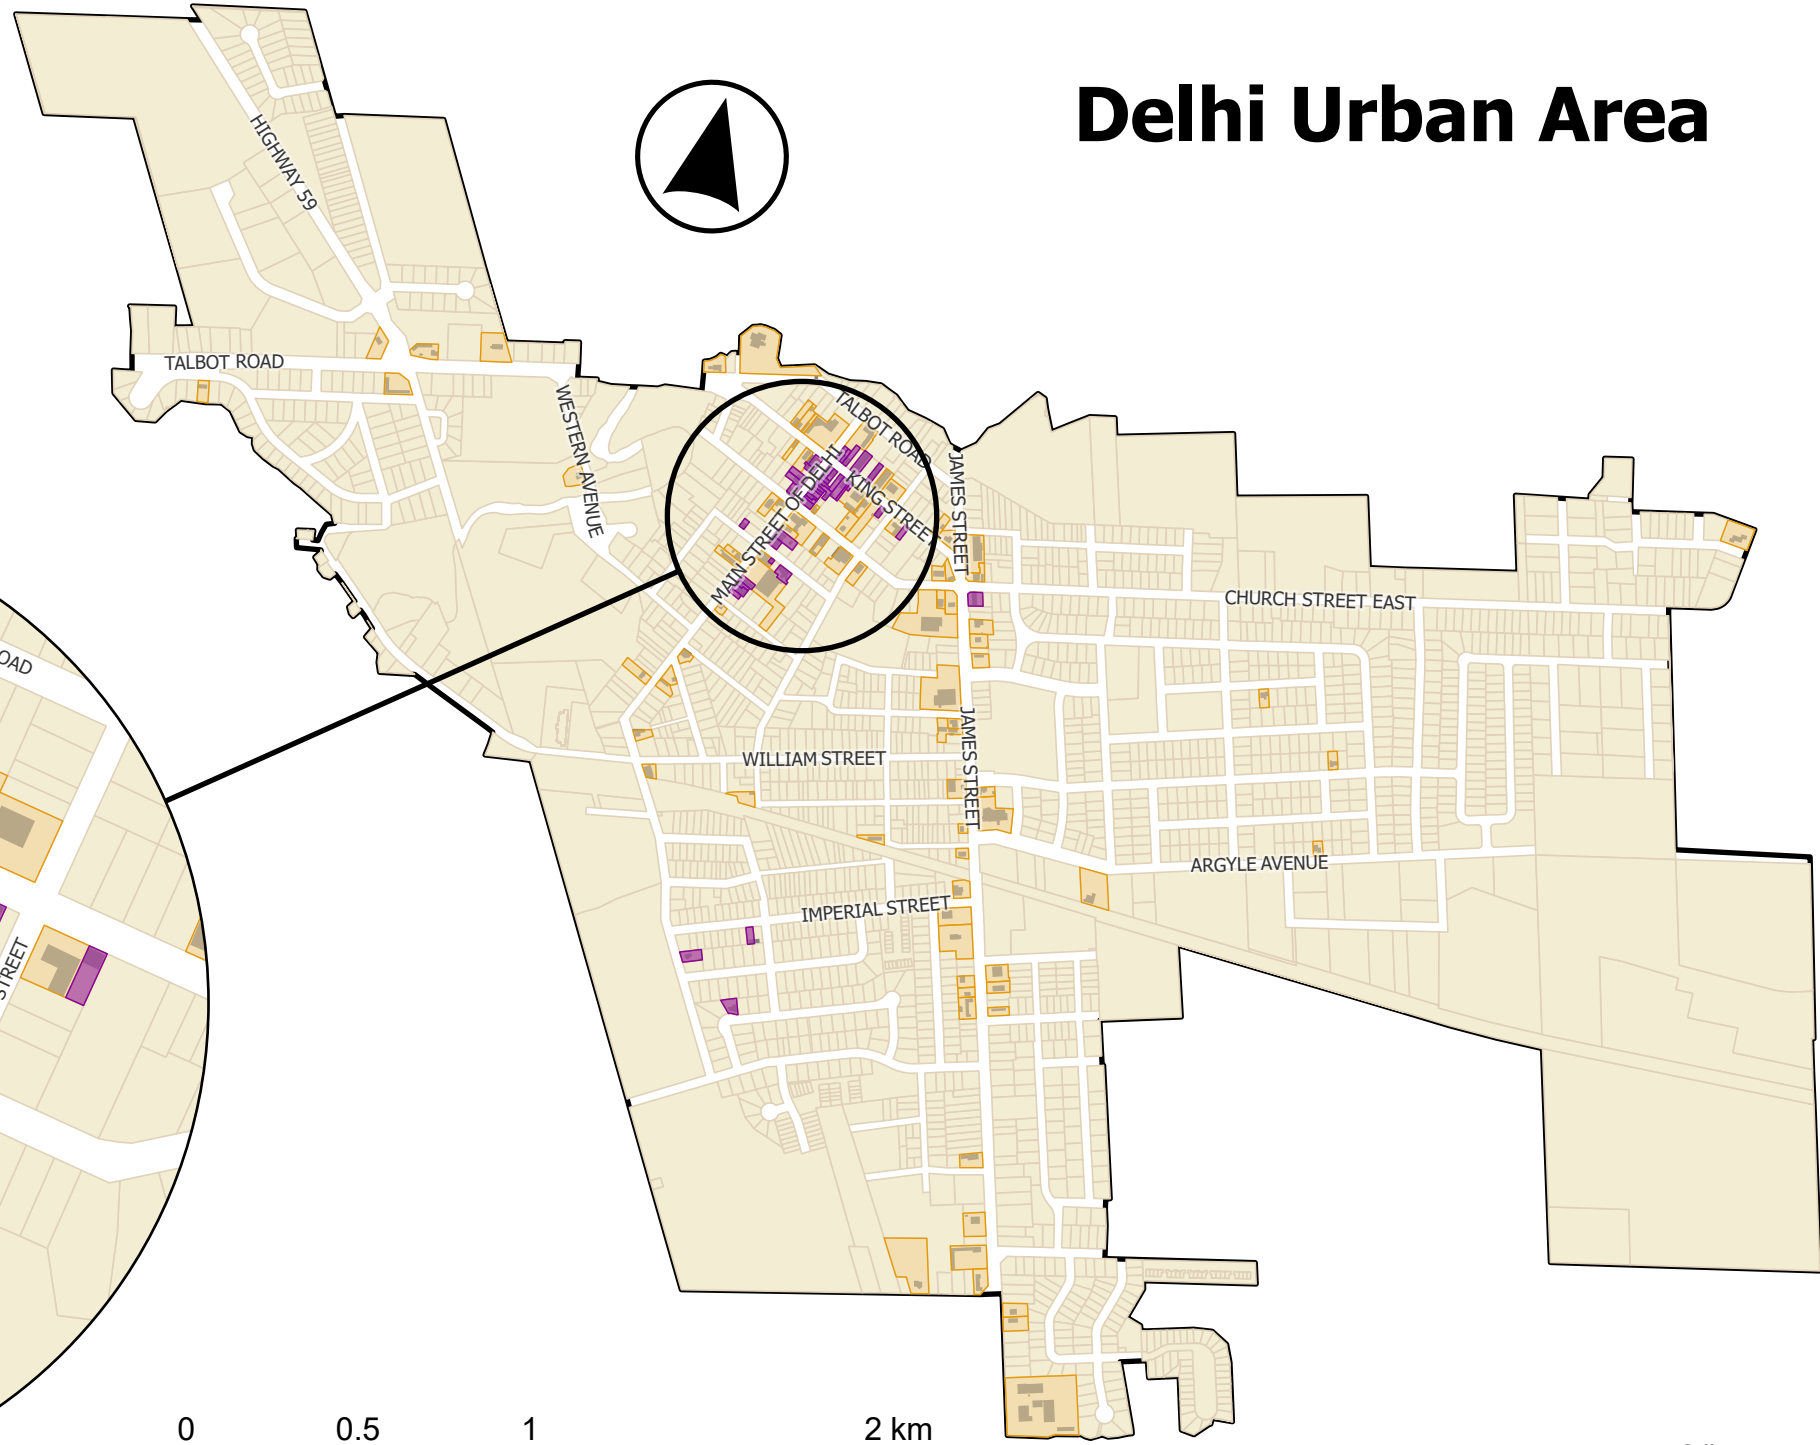 Delhi Urban Area
HIGHWAY 59
TALBOT ROAD
WESTERN AVENUE
TALBOT ROAD
MAIN STREET OF DELHI
KING STREET
JAMES STREET
CHURCH STREET EAST
OAD
JAMES STREET
WILLIAM STREET
ARGYLE AVENUE
IMPERIAL STREET
STREET
0 0.5 1 2 km